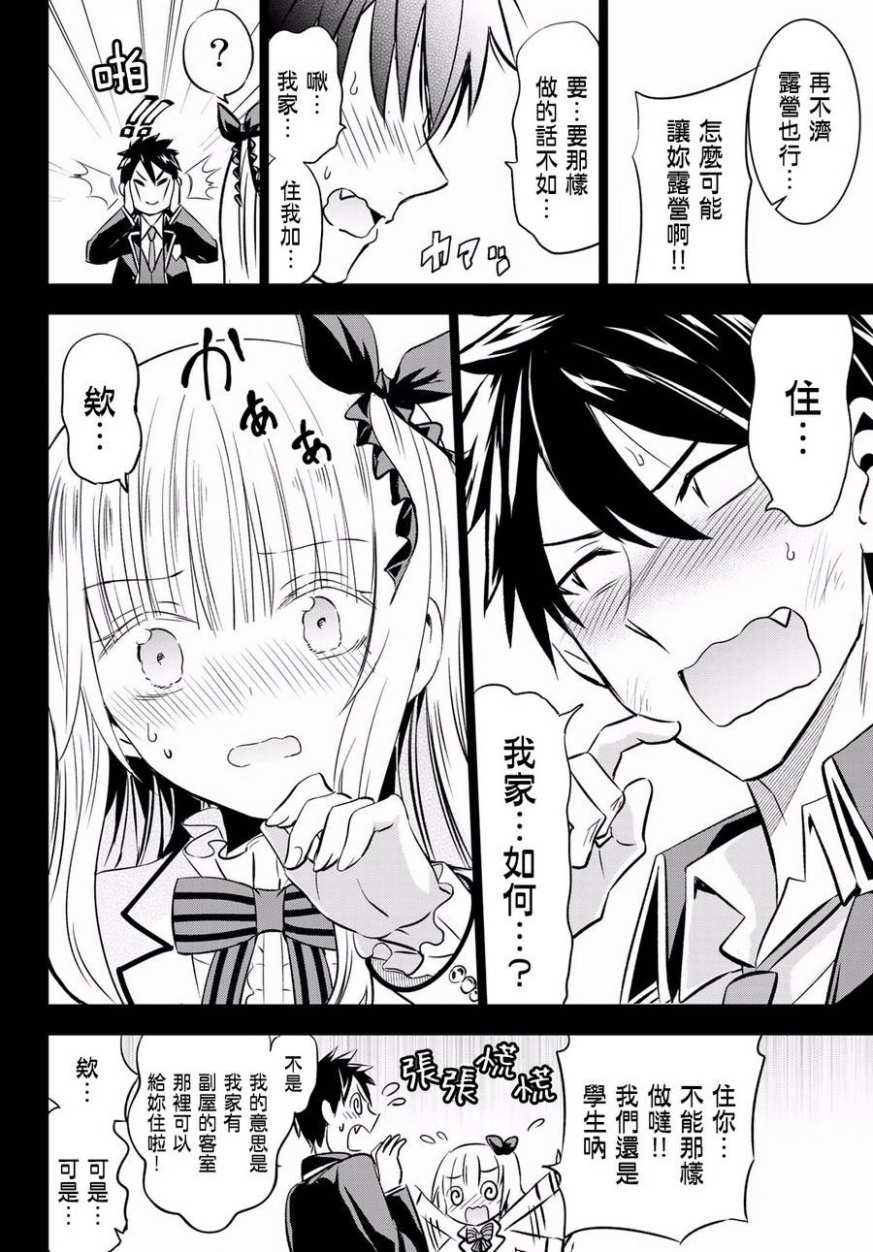 再不濟
露營也行…
怎麼可能
讓妳露營啊!!
要…要那樣
做的話不如…
啾…
我家…
住我加…
カマッ
?
啪
住…
我家…如何…?
かぁぁ
欸…
住你…
不能那樣
做噠!!
我們還是
學生吶
慌慌
張張
不是
我的意思是
我家有
副屋的客室
那裡可以
給妳住啦!
欸…
可是…
可是…